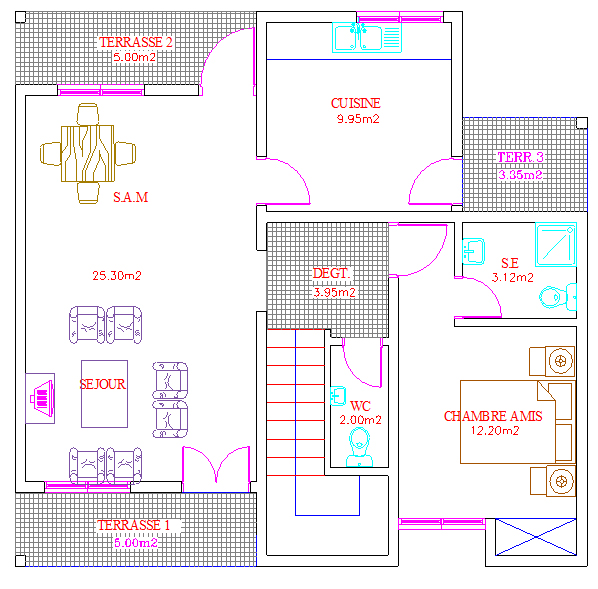 TERRASSE 2
5.00m2
CUISINE
9.95m2
TERR.3
3.35m2
S.A.M
25.30m2
DEGT.
3.95m2
S.E
3.12m2
SEJOUR
WC
2.00m2
CHAMBRE AMIS
12.20m2
TERRASSE 1
5.00m2